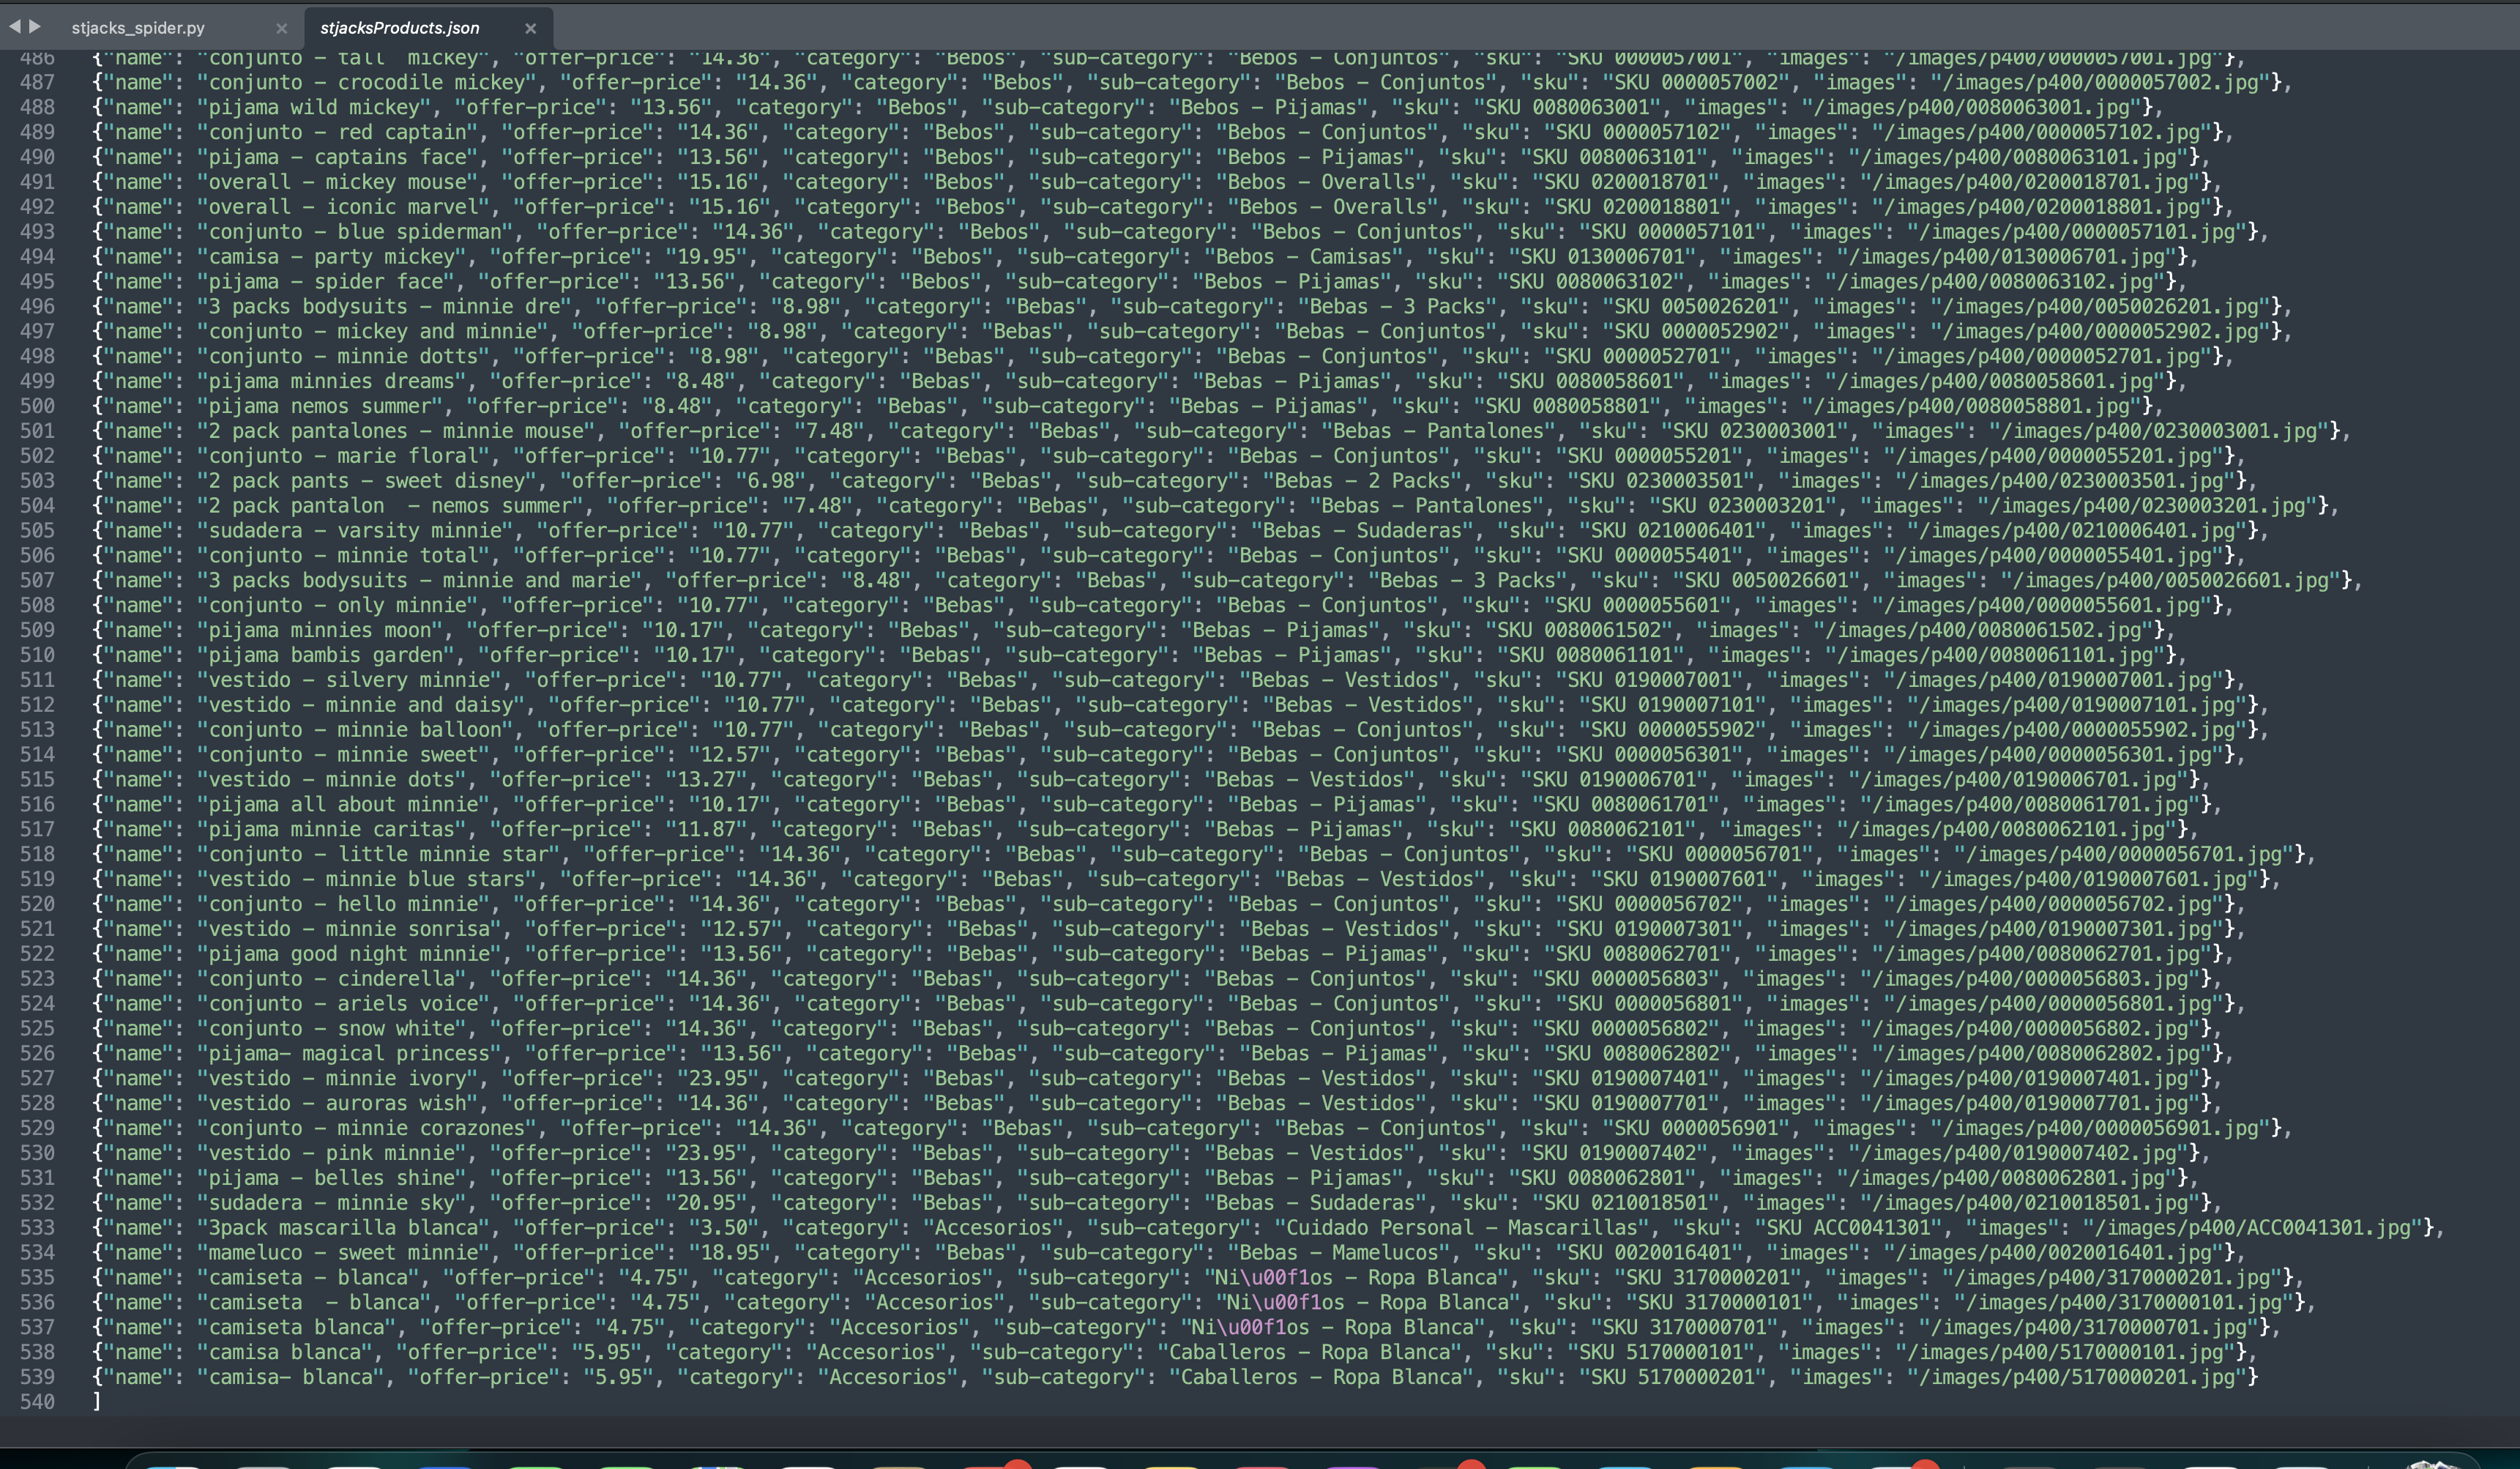 stjacks_spider.py × stjacksProducts.json ×
486 {"name": "conjunto – tall  mickey", "offer-price": "14.36", "category": "Bebos", "sub-category": "Bebos – Conjuntos", "sku": "SKU 0000057001", "images": "/images/p400/0000057001.jpg"},
487 {"name": "conjunto – crocodile mickey", "offer-price": "14.36", "category": "Bebos", "sub-category": "Bebos – Conjuntos", "sku": "SKU 0000057002", "images": "/images/p400/0000057002.jpg"},
488 {"name": "pijama wild mickey", "offer-price": "13.56", "category": "Bebos", "sub-category": "Bebos – Pijamas", "sku": "SKU 0080063001", "images": "/images/p400/0080063001.jpg"},
489 {"name": "conjunto – red captain", "offer-price": "14.36", "category": "Bebos", "sub-category": "Bebos – Conjuntos", "sku": "SKU 0000057102", "images": "/images/p400/0000057102.jpg"},
490 {"name": "pijama – captains face", "offer-price": "13.56", "category": "Bebos", "sub-category": "Bebos – Pijamas", "sku": "SKU 0080063101", "images": "/images/p400/0080063101.jpg"},
491 {"name": "overall – mickey mouse", "offer-price": "15.16", "category": "Bebos", "sub-category": "Bebos – Overalls", "sku": "SKU 0200018701", "images": "/images/p400/0200018701.jpg"},
492 {"name": "overall – iconic marvel", "offer-price": "15.16", "category": "Bebos", "sub-category": "Bebos – Overalls", "sku": "SKU 0200018801", "images": "/images/p400/0200018801.jpg"},
493 {"name": "conjunto – blue spiderman", "offer-price": "14.36", "category": "Bebos", "sub-category": "Bebos – Conjuntos", "sku": "SKU 0000057101", "images": "/images/p400/0000057101.jpg"},
494 {"name": "camisa – party mickey", "offer-price": "19.95", "category": "Bebos", "sub-category": "Bebos – Camisas", "sku": "SKU 0130006701", "images": "/images/p400/0130006701.jpg"},
495 {"name": "pijama – spider face", "offer-price": "13.56", "category": "Bebos", "sub-category": "Bebos – Pijamas", "sku": "SKU 0080063102", "images": "/images/p400/0080063102.jpg"},
496 {"name": "3 packs bodysuits – minnie dre", "offer-price": "8.98", "category": "Bebas", "sub-category": "Bebas – 3 Packs", "sku": "SKU 0050026201", "images": "/images/p400/0050026201.jpg"},
497 {"name": "conjunto – mickey and minnie", "offer-price": "8.98", "category": "Bebas", "sub-category": "Bebas – Conjuntos", "sku": "SKU 0000052902", "images": "/images/p400/0000052902.jpg"},
498 {"name": "conjunto – minnie dotts", "offer-price": "8.98", "category": "Bebas", "sub-category": "Bebas – Conjuntos", "sku": "SKU 0000052701", "images": "/images/p400/0000052701.jpg"},
499 {"name": "pijama minnies dreams", "offer-price": "8.48", "category": "Bebas", "sub-category": "Bebas – Pijamas", "sku": "SKU 0080058601", "images": "/images/p400/0080058601.jpg"},
500 {"name": "pijama nemos summer", "offer-price": "8.48", "category": "Bebas", "sub-category": "Bebas – Pijamas", "sku": "SKU 0080058801", "images": "/images/p400/0080058801.jpg"},
501 {"name": "2 pack pantalones – minnie mouse", "offer-price": "7.48", "category": "Bebas", "sub-category": "Bebas – Pantalones", "sku": "SKU 0230003001", "images": "/images/p400/0230003001.jpg"},
502 {"name": "conjunto – marie floral", "offer-price": "10.77", "category": "Bebas", "sub-category": "Bebas – Conjuntos", "sku": "SKU 0000055201", "images": "/images/p400/0000055201.jpg"},
503 {"name": "2 pack pants – sweet disney", "offer-price": "6.98", "category": "Bebas", "sub-category": "Bebas – 2 Packs", "sku": "SKU 0230003501", "images": "/images/p400/0230003501.jpg"},
504 {"name": "2 pack pantalon  – nemos summer", "offer-price": "7.48", "category": "Bebas", "sub-category": "Bebas – Pantalones", "sku": "SKU 0230003201", "images": "/images/p400/0230003201.jpg"},
505 {"name": "sudadera – varsity minnie", "offer-price": "10.77", "category": "Bebas", "sub-category": "Bebas – Sudaderas", "sku": "SKU 0210006401", "images": "/images/p400/0210006401.jpg"},
506 {"name": "conjunto – minnie total", "offer-price": "10.77", "category": "Bebas", "sub-category": "Bebas – Conjuntos", "sku": "SKU 0000055401", "images": "/images/p400/0000055401.jpg"},
507 {"name": "3 packs bodysuits – minnie and marie", "offer-price": "8.48", "category": "Bebas", "sub-category": "Bebas – 3 Packs", "sku": "SKU 0050026601", "images": "/images/p400/0050026601.jpg"},
508 {"name": "conjunto – only minnie", "offer-price": "10.77", "category": "Bebas", "sub-category": "Bebas – Conjuntos", "sku": "SKU 0000055601", "images": "/images/p400/0000055601.jpg"},
509 {"name": "pijama minnies moon", "offer-price": "10.17", "category": "Bebas", "sub-category": "Bebas – Pijamas", "sku": "SKU 0080061502", "images": "/images/p400/0080061502.jpg"},
510 {"name": "pijama bambis garden", "offer-price": "10.17", "category": "Bebas", "sub-category": "Bebas – Pijamas", "sku": "SKU 0080061101", "images": "/images/p400/0080061101.jpg"},
511 {"name": "vestido – silvery minnie", "offer-price": "10.77", "category": "Bebas", "sub-category": "Bebas – Vestidos", "sku": "SKU 0190007001", "images": "/images/p400/0190007001.jpg"},
512 {"name": "vestido – minnie and daisy", "offer-price": "10.77", "category": "Bebas", "sub-category": "Bebas – Vestidos", "sku": "SKU 0190007101", "images": "/images/p400/0190007101.jpg"},
513 {"name": "conjunto – minnie balloon", "offer-price": "10.77", "category": "Bebas", "sub-category": "Bebas – Conjuntos", "sku": "SKU 0000055902", "images": "/images/p400/0000055902.jpg"},
514 {"name": "conjunto – minnie sweet", "offer-price": "12.57", "category": "Bebas", "sub-category": "Bebas – Conjuntos", "sku": "SKU 0000056301", "images": "/images/p400/0000056301.jpg"},
515 {"name": "vestido – minnie dots", "offer-price": "13.27", "category": "Bebas", "sub-category": "Bebas – Vestidos", "sku": "SKU 0190006701", "images": "/images/p400/0190006701.jpg"},
516 {"name": "pijama all about minnie", "offer-price": "10.17", "category": "Bebas", "sub-category": "Bebas – Pijamas", "sku": "SKU 0080061701", "images": "/images/p400/0080061701.jpg"},
517 {"name": "pijama minnie caritas", "offer-price": "11.87", "category": "Bebas", "sub-category": "Bebas – Pijamas", "sku": "SKU 0080062101", "images": "/images/p400/0080062101.jpg"},
518 {"name": "conjunto – little minnie star", "offer-price": "14.36", "category": "Bebas", "sub-category": "Bebas – Conjuntos", "sku": "SKU 0000056701", "images": "/images/p400/0000056701.jpg"},
519 {"name": "vestido – minnie blue stars", "offer-price": "14.36", "category": "Bebas", "sub-category": "Bebas – Vestidos", "sku": "SKU 0190007601", "images": "/images/p400/0190007601.jpg"},
520 {"name": "conjunto – hello minnie", "offer-price": "14.36", "category": "Bebas", "sub-category": "Bebas – Conjuntos", "sku": "SKU 0000056702", "images": "/images/p400/0000056702.jpg"},
521 {"name": "vestido – minnie sonrisa", "offer-price": "12.57", "category": "Bebas", "sub-category": "Bebas – Vestidos", "sku": "SKU 0190007301", "images": "/images/p400/0190007301.jpg"},
522 {"name": "pijama good night minnie", "offer-price": "13.56", "category": "Bebas", "sub-category": "Bebas – Pijamas", "sku": "SKU 0080062701", "images": "/images/p400/0080062701.jpg"},
523 {"name": "conjunto – cinderella", "offer-price": "14.36", "category": "Bebas", "sub-category": "Bebas – Conjuntos", "sku": "SKU 0000056803", "images": "/images/p400/0000056803.jpg"},
524 {"name": "conjunto – ariels voice", "offer-price": "14.36", "category": "Bebas", "sub-category": "Bebas – Conjuntos", "sku": "SKU 0000056801", "images": "/images/p400/0000056801.jpg"},
525 {"name": "conjunto – snow white", "offer-price": "14.36", "category": "Bebas", "sub-category": "Bebas – Conjuntos", "sku": "SKU 0000056802", "images": "/images/p400/0000056802.jpg"},
526 {"name": "pijama– magical princess", "offer-price": "13.56", "category": "Bebas", "sub-category": "Bebas – Pijamas", "sku": "SKU 0080062802", "images": "/images/p400/0080062802.jpg"},
527 {"name": "vestido – minnie ivory", "offer-price": "23.95", "category": "Bebas", "sub-category": "Bebas – Vestidos", "sku": "SKU 0190007401", "images": "/images/p400/0190007401.jpg"},
528 {"name": "vestido – auroras wish", "offer-price": "14.36", "category": "Bebas", "sub-category": "Bebas – Vestidos", "sku": "SKU 0190007701", "images": "/images/p400/0190007701.jpg"},
529 {"name": "conjunto – minnie corazones", "offer-price": "14.36", "category": "Bebas", "sub-category": "Bebas – Conjuntos", "sku": "SKU 0000056901", "images": "/images/p400/0000056901.jpg"},
530 {"name": "vestido – pink minnie", "offer-price": "23.95", "category": "Bebas", "sub-category": "Bebas – Vestidos", "sku": "SKU 0190007402", "images": "/images/p400/0190007402.jpg"},
531 {"name": "pijama – belles shine", "offer-price": "13.56", "category": "Bebas", "sub-category": "Bebas – Pijamas", "sku": "SKU 0080062801", "images": "/images/p400/0080062801.jpg"},
532 {"name": "sudadera – minnie sky", "offer-price": "20.95", "category": "Bebas", "sub-category": "Bebas – Sudaderas", "sku": "SKU 0210018501", "images": "/images/p400/0210018501.jpg"},
533 {"name": "3pack mascarilla blanca", "offer-price": "3.50", "category": "Accesorios", "sub-category": "Cuidado Personal – Mascarillas", "sku": "SKU ACC0041301", "images": "/images/p400/ACC0041301.jpg"},
534 {"name": "mameluco – sweet minnie", "offer-price": "18.95", "category": "Bebas", "sub-category": "Bebas – Mamelucos", "sku": "SKU 0020016401", "images": "/images/p400/0020016401.jpg"},
535 {"name": "camiseta – blanca", "offer-price": "4.75", "category": "Accesorios", "sub-category": "Ni\u00f1os – Ropa Blanca", "sku": "SKU 3170000201", "images": "/images/p400/3170000201.jpg"},
536 {"name": "camiseta  – blanca", "offer-price": "4.75", "category": "Accesorios", "sub-category": "Ni\u00f1os – Ropa Blanca", "sku": "SKU 3170000101", "images": "/images/p400/3170000101.jpg"},
537 {"name": "camiseta blanca", "offer-price": "4.75", "category": "Accesorios", "sub-category": "Ni\u00f1os – Ropa Blanca", "sku": "SKU 3170000701", "images": "/images/p400/3170000701.jpg"},
538 {"name": "camisa blanca", "offer-price": "5.95", "category": "Accesorios", "sub-category": "Caballeros – Ropa Blanca", "sku": "SKU 5170000101", "images": "/images/p400/5170000101.jpg"},
539 {"name": "camisa– blanca", "offer-price": "5.95", "category": "Accesorios", "sub-category": "Caballeros – Ropa Blanca", "sku": "SKU 5170000201", "images": "/images/p400/5170000201.jpg"}
540 ]